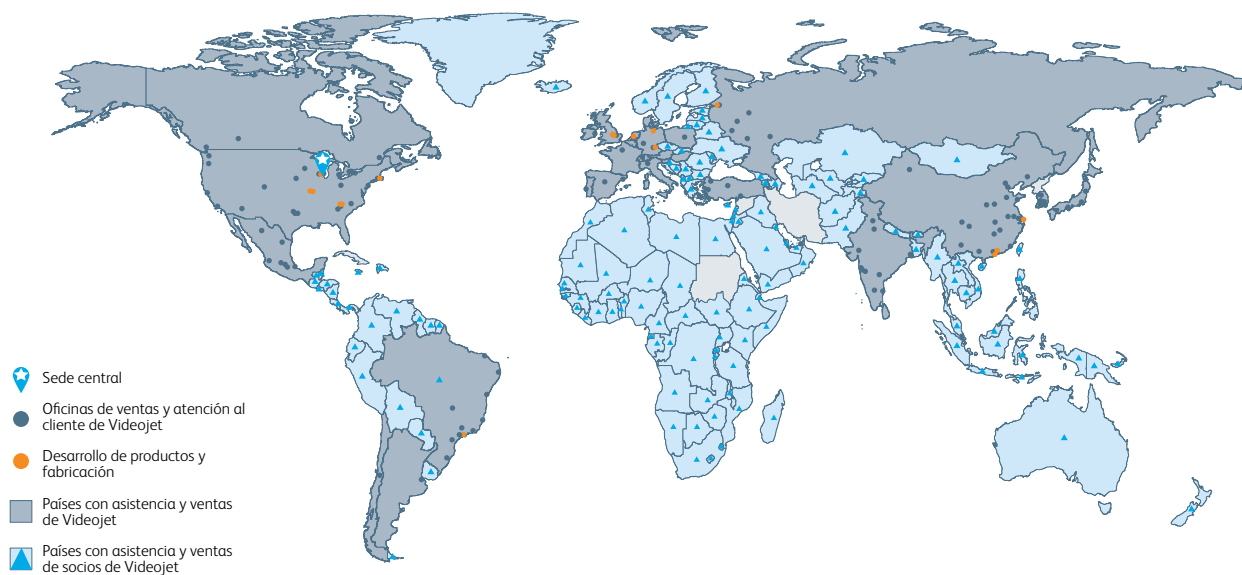 Sede central
Oficinas de ventas y atención al
cliente de Videojet
Desarrollo de productos y
fabricación
Países con asistencia y ventas
de Videojet
Países con asistencia y ventas
de socios de Videojet